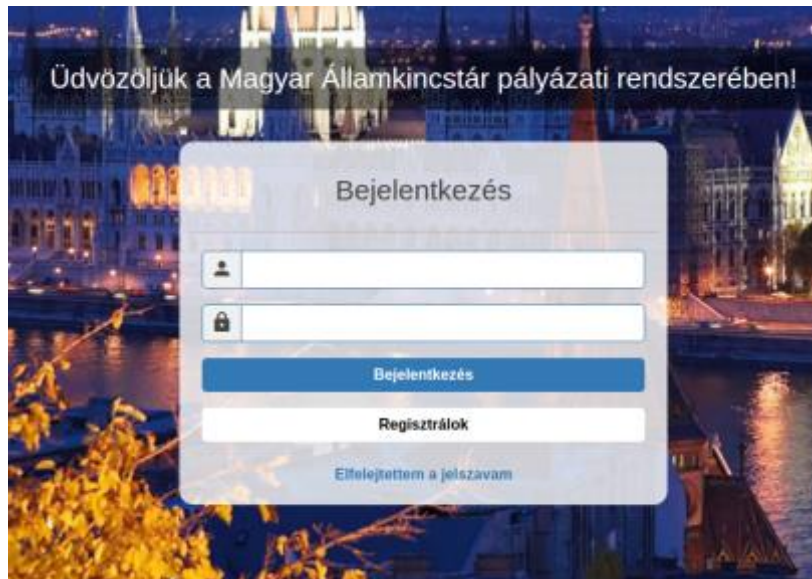 Üdvözöljük a Magyar Államkincstár pályázati rendszerében!
Bejelentkezés
Bejelentkezés
Regisztrálok
Elfelejtettem a jelszavam